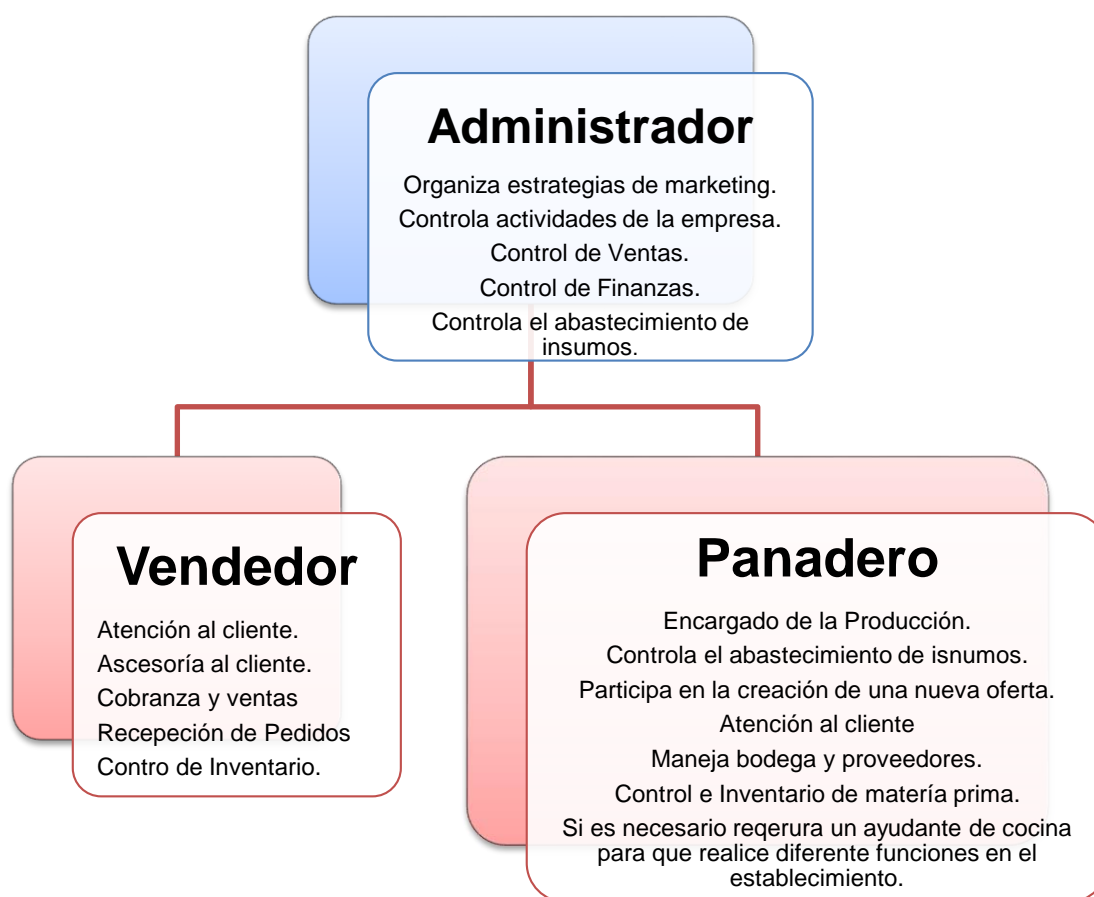 Administrador
Organiza estrategias de marketing.
Controla actividades de la empresa.
Control de Ventas.
Control de Finanzas.
Controla el abastecimiento de
insumos.
Vendedor
Atención al cliente.
Ascesoría al cliente.
Cobranza y ventas
Recepeción de Pedidos
Contro de Inventario.
Panadero
Encargado de la Producción.
Controla el abastecimiento de isnumos.
Participa en la creación de una nueva oferta.
Atención al cliente
Maneja bodega y proveedores.
Control e Inventario de matería prima.
Si es necesario reqerura un ayudante de cocina
para que realice diferente funciones en el
establecimiento.